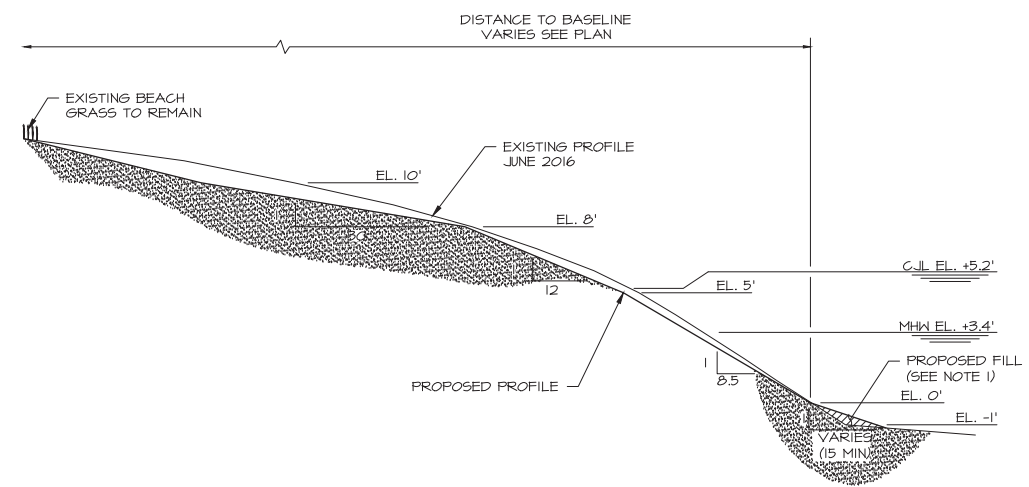 DISTANCE TO BASELINE
VARIES SEE PLAN
EXISTING BEACH
GRASS TO REMAIN
EXISTING PROFILE
JUNE 2016
EL. 10'
EL. 8'
CJL EL. +5.2'
12
EL. 5'
MHW EL. +3.4'
1
8.5
PROPOSED FILL
(SEE NOTE 1)
PROPOSED PROFILE
EL. 0'
EL. -1'
VARIES
(15 MIN)